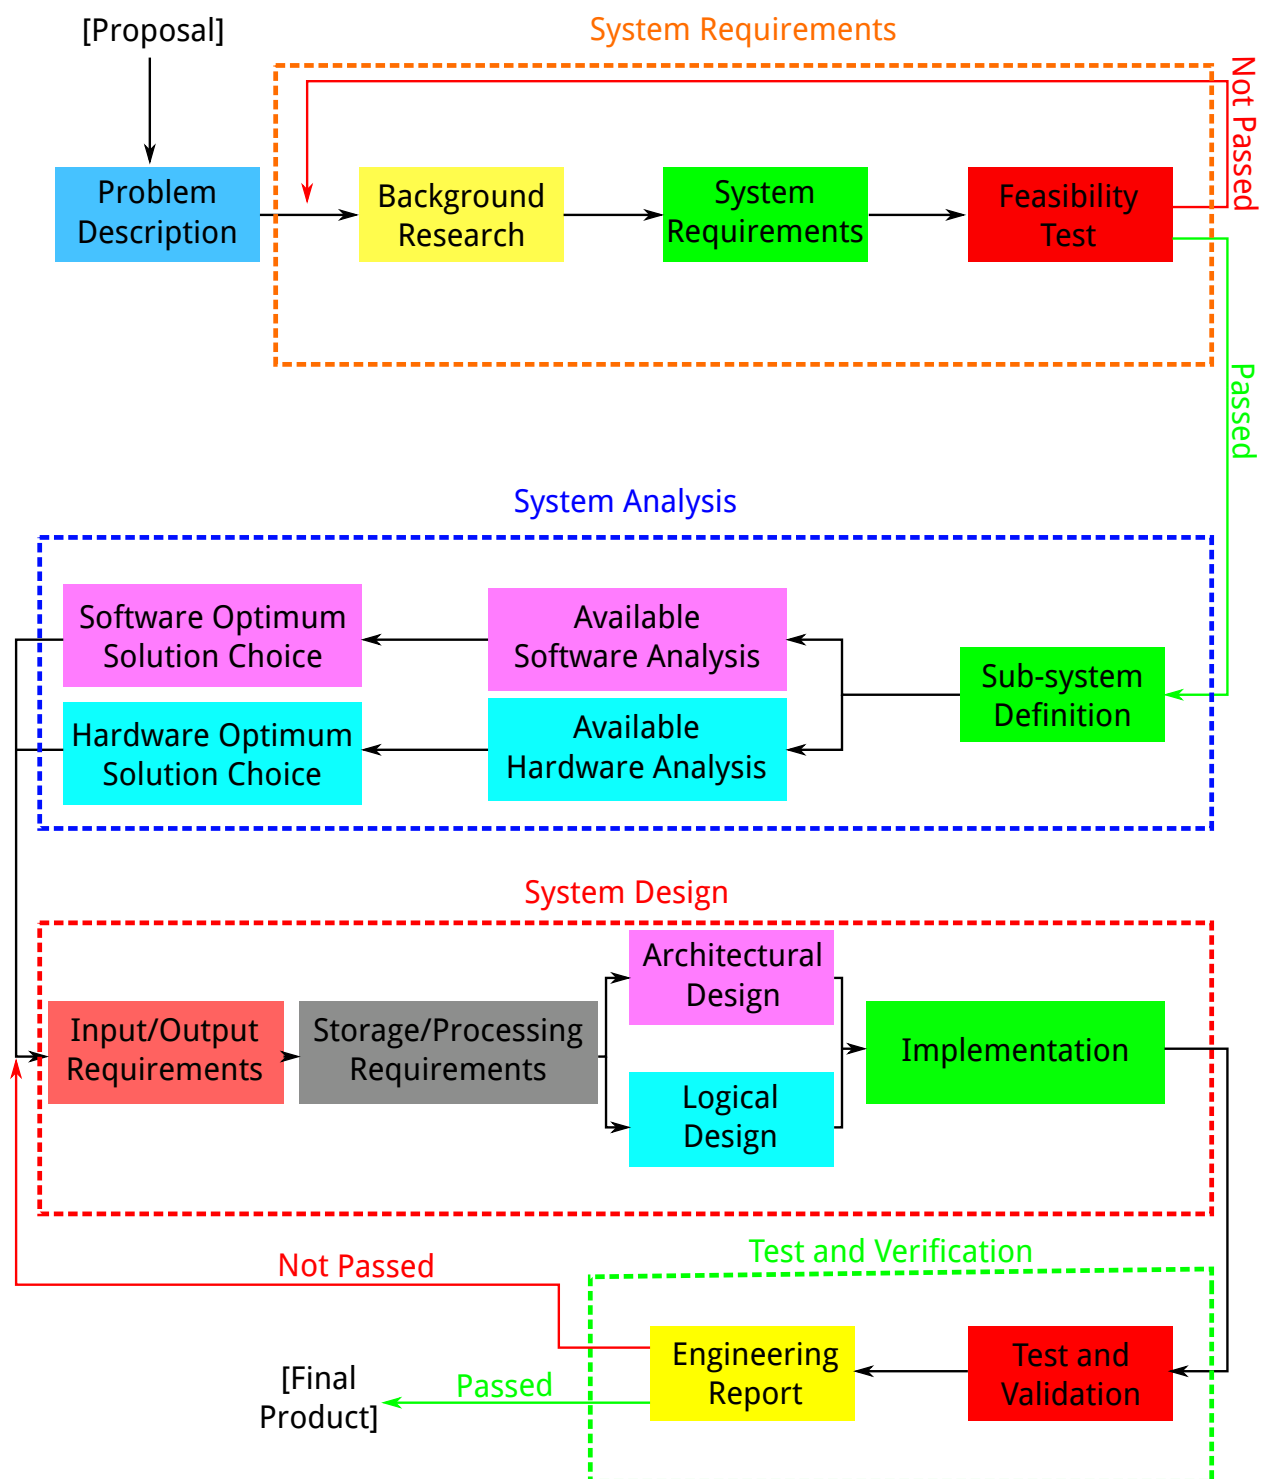 [Proposal]
System Requirements
Not Passed
Problem
Description
Background
Research
System
Requirements
Feasibility
Test
Passed
System Analysis
Software Optimum
Solution Choice
Available
Software Analysis
Sub-system
Definition
Hardware Optimum
Solution Choice
Available
Hardware Analysis
System Design
Input/Output
Requirements
Storage/Processing
Requirements
Architectural
Design
Logical
Design
Implementation
Test and Verification
Not Passed
Engineering
Report
Test and
Validation
Passed
[Final
Product]